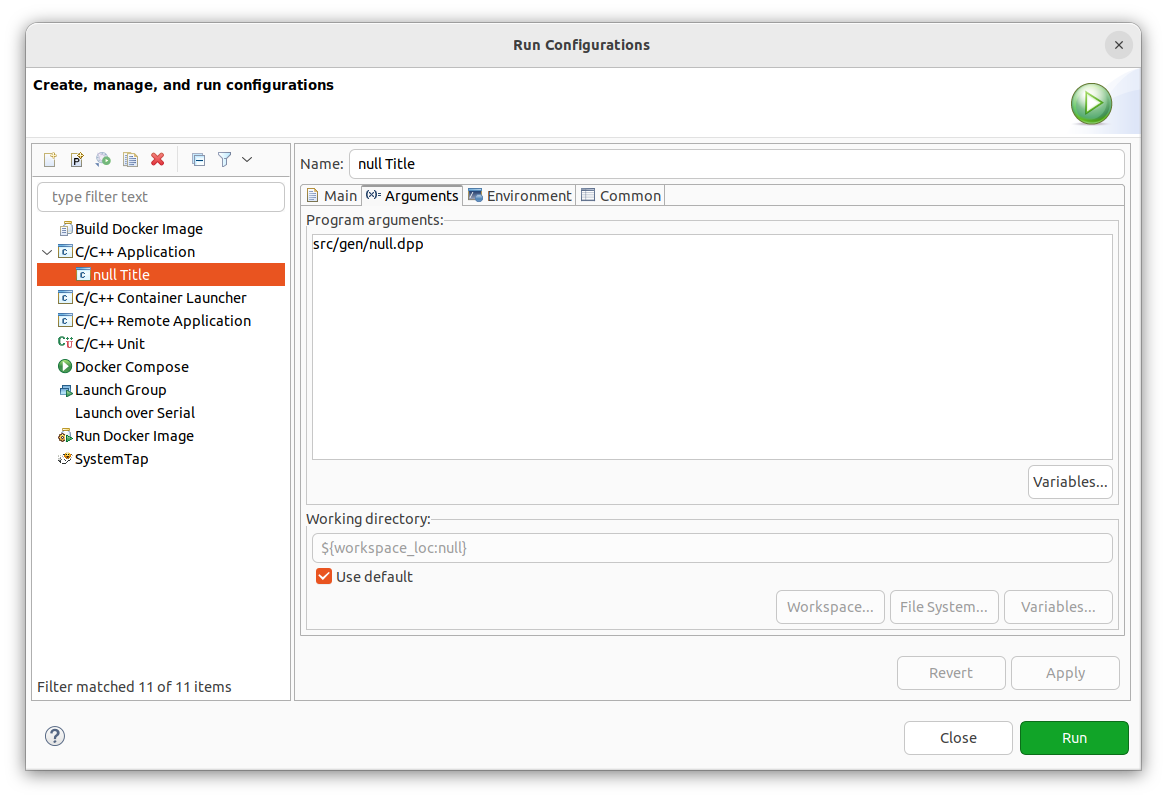 Run Configurations
Create, manage, and run configurations
type filter text
Build Docker Image
C/C++ Application
null Title
C/C++ Container Launcher
C/C++ Remote Application
C/C++ Unit
Docker Compose
Launch Group
Launch over Serial
Run Docker Image
SystemTap
Filter matched 11 of 11 items
Name: null Title
Main (x)= Arguments Environment Common
Program arguments:
src/gen/null.dpp
Variables...
Working directory:
${workspace_loc:null}
Use default
Workspace... File System... Variables...
Revert Apply
? Close Run